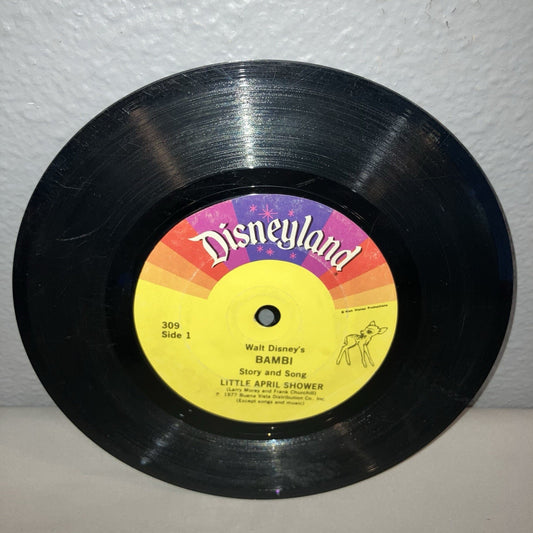 Disneyland
© Walt Disney Productions
309
Side 1
Walt Disney's
BAMBI
Story and Song
LITTLE APRIL SHOWER
(Larry Morey and Frank Churchill)
℗ 1977 Buena Vista Distribution Co. Inc.
(Except songs and music)